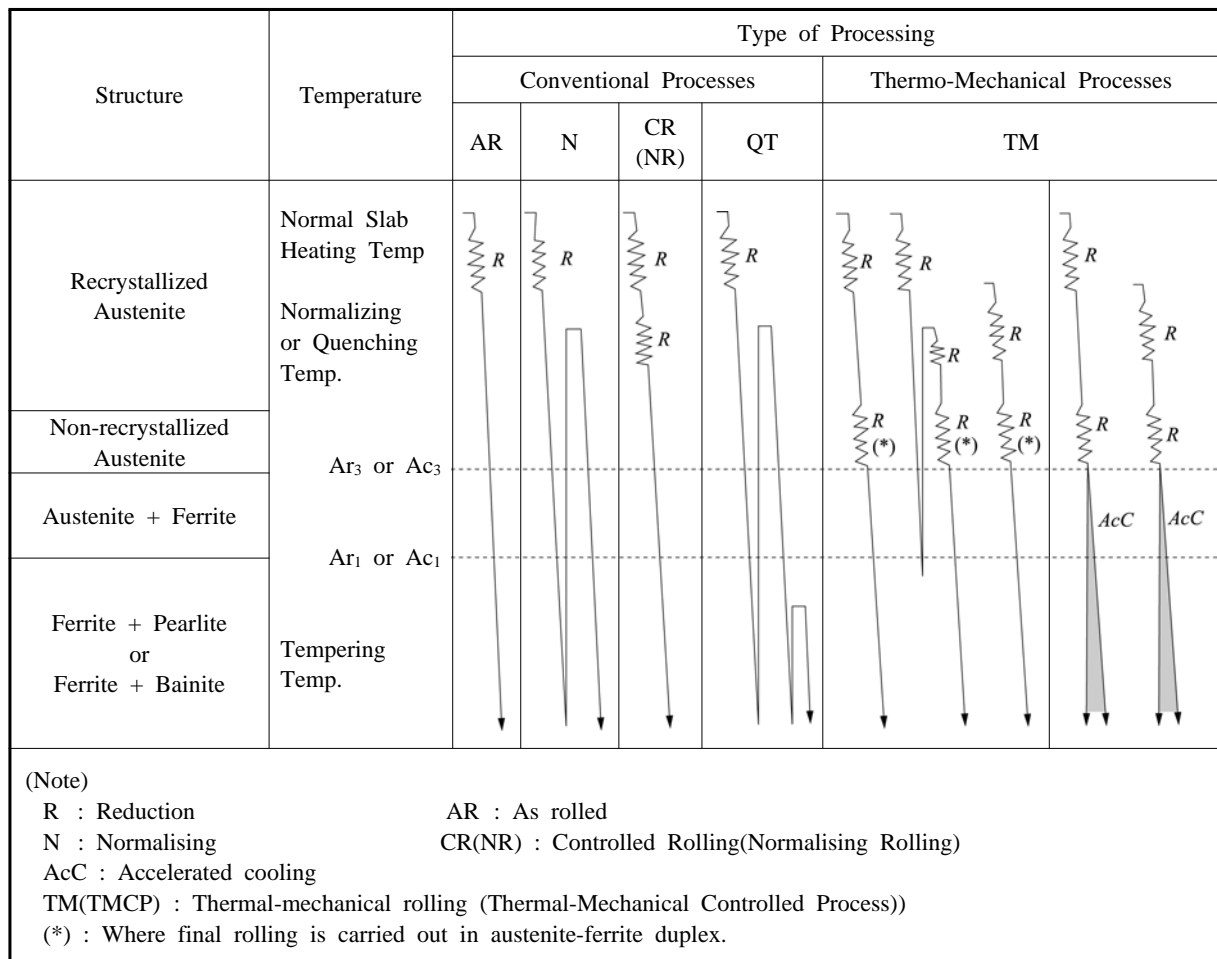 Structure
Temperature
Type of Processing
Conventional Processes
Thermo-Mechanical Processes
AR
N
CR
(NR)
QT
TM
Recrystallized
Austenite
Non-recrystallized
Austenite
Austenite + Ferrite
Ferrite + Pearlite
or
Ferrite + Bainite
Normal Slab
Heating Temp
Normalizing
or Quenching
Temp.
Ar3 or Ac3
Ar1 or Ac1
Tempering
Temp.
R
R
R
R
R
R
R
R
(*)
R
R
(*)
R
R
(*)
R
R
R
R
AcC
AcC
(Note)
R : Reduction AR : As rolled
N : Normalising CR(NR) : Controlled Rolling(Normalising Rolling)
AcC : Accelerated cooling
TM(TMCP) : Thermal-mechanical rolling (Thermal-Mechanical Controlled Process))
(*) : Where final rolling is carried out in austenite-ferrite duplex.